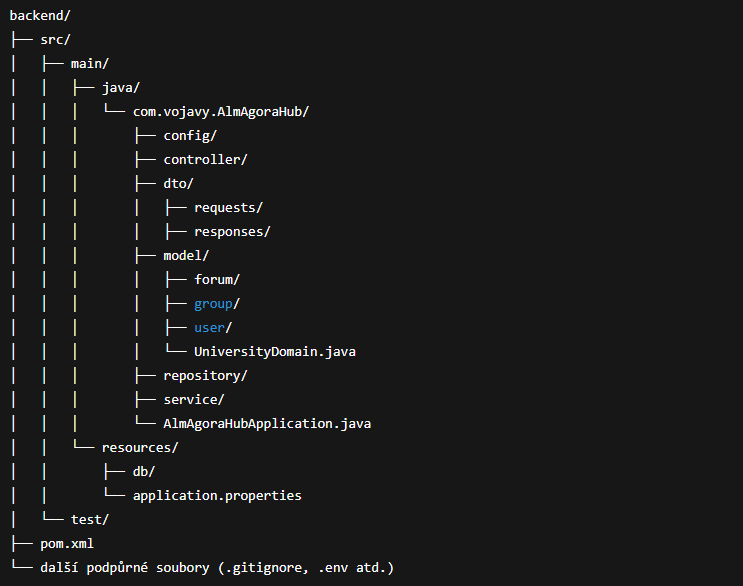 backend/
├── src/
│   ├── main/
│   │   ├── java/
│   │   │   └── com.vojavy.AlmAgoraHub/
│   │   │       ├── config/
│   │   │       ├── controller/
│   │   │       ├── dto/
│   │   │       │   ├── requests/
│   │   │       │   ├── responses/
│   │   │       ├── model/
│   │   │       │   ├── forum/
│   │   │       │   ├── group/
│   │   │       │   ├── user/
│   │   │       │   └── UniversityDomain.java
│   │   │       ├── repository/
│   │   │       ├── service/
│   │   │       └── AlmAgoraHubApplication.java
│   │   └── resources/
│   │       ├── db/
│   │       └── application.properties
│   └── test/
├── pom.xml
└── další podpůrné soubory (.gitignore, .env atd.)